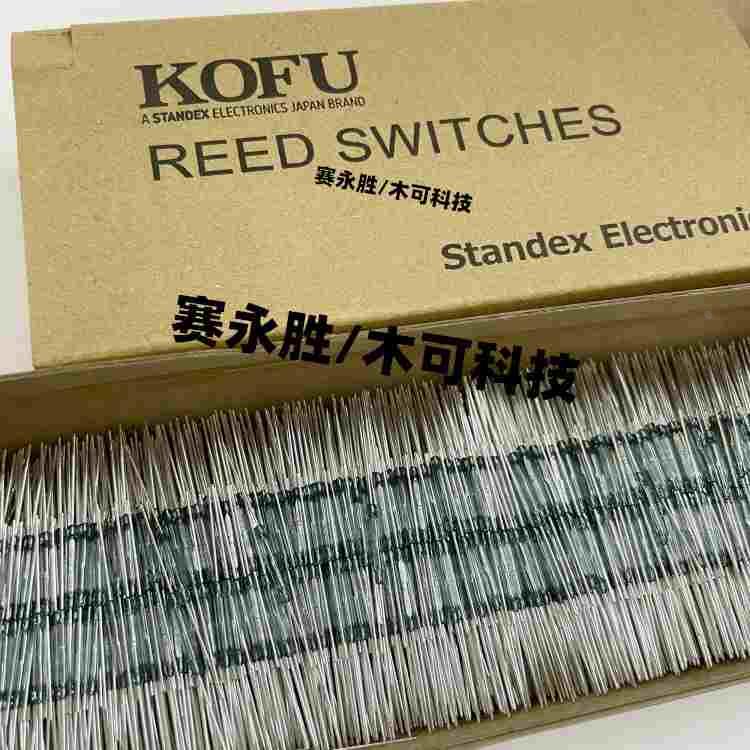 KOFU
A STANDEX ELECTRONICS JAPAN BRAND
REED SWITCHES
赛永胜/木可科技
Standex Electroni
赛永胜/木可科技